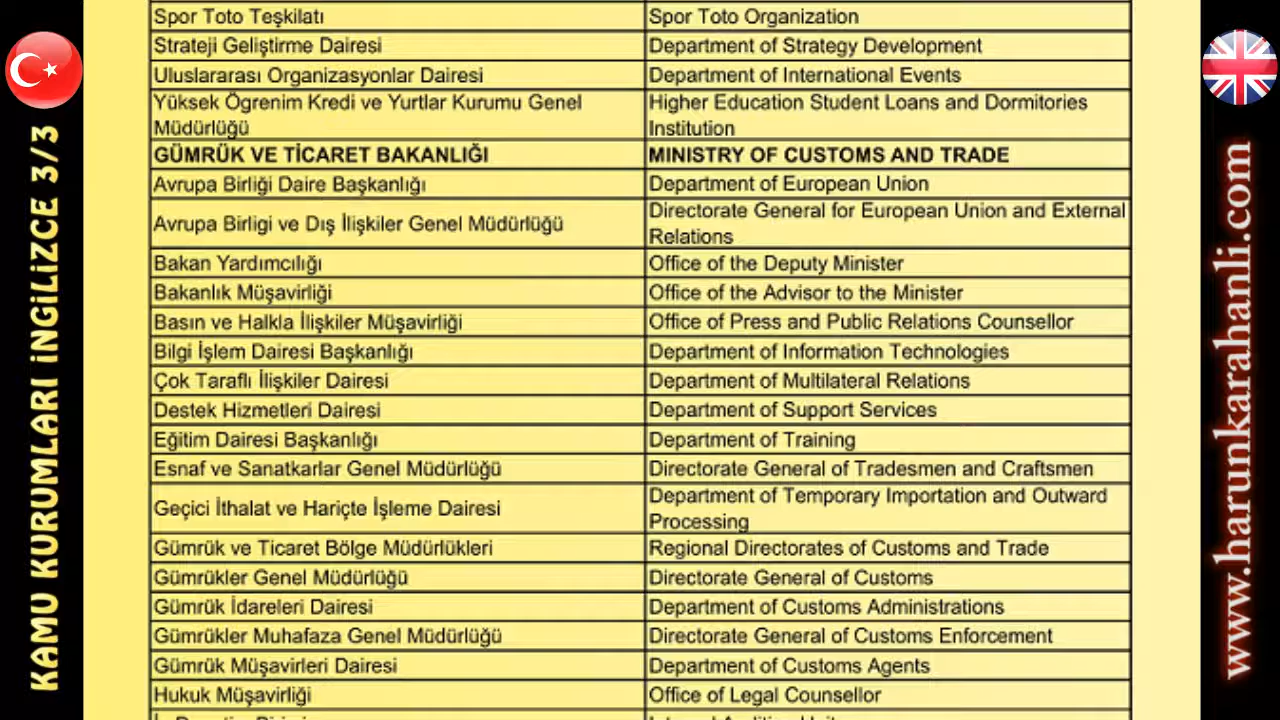 KAMU KURUMLARI İNGİLİZCE 3/3
Spor Toto Teşkilatı Spor Toto Organization
Strateji Geliştirme Dairesi Department of Strategy Development
Uluslararası Organizasyonlar Dairesi Department of International Events
Yüksek Ögrenim Kredi ve Yurtlar Kurumu Genel Müdürlüğü Higher Education Student Loans and Dormitories Institution
GÜMRÜK VE TİCARET BAKANLIĞI MINISTRY OF CUSTOMS AND TRADE
Avrupa Birliği Daire Başkanlığı Department of European Union
Avrupa Birligi ve Dış İlişkiler Genel Müdürlüğü Directorate General for European Union and External Relations
Bakan Yardımcılığı Office of the Deputy Minister
Bakanlık Müşavirliği Office of the Advisor to the Minister
Basın ve Halkla İlişkiler Müşavirliği Office of Press and Public Relations Counsellor
Bilgi İşlem Dairesi Başkanlığı Department of Information Technologies
Çok Taraflı İlişkiler Dairesi Department of Multilateral Relations
Destek Hizmetleri Dairesi Department of Support Services
Eğitim Dairesi Başkanlığı Department of Training
Esnaf ve Sanatkarlar Genel Müdürlüğü Directorate General of Tradesmen and Craftsmen
Geçici İthalat ve Hariçte İşleme Dairesi Department of Temporary Importation and Outward Processing
Gümrük ve Ticaret Bölge Müdürlükleri Regional Directorates of Customs and Trade
Gümrükler Genel Müdürlüğü Directorate General of Customs
Gümrük İdareleri Dairesi Department of Customs Administrations
Gümrükler Muhafaza Genel Müdürlüğü Directorate General of Customs Enforcement
Gümrük Müşavirleri Dairesi Department of Customs Agents
Hukuk Müşavirliği Office of Legal Counsellor
www.harunkarahanli.com